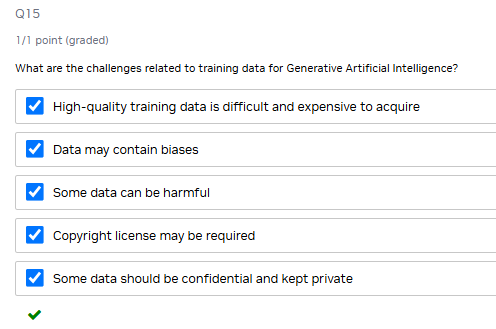 Q15
1/1 point (graded)
What are the challenges related to training data for Generative Artificial Intelligence?
High-quality training data is difficult and expensive to acquire
Data may contain biases
Some data can be harmful
Copyright license may be required
Some data should be confidential and kept private